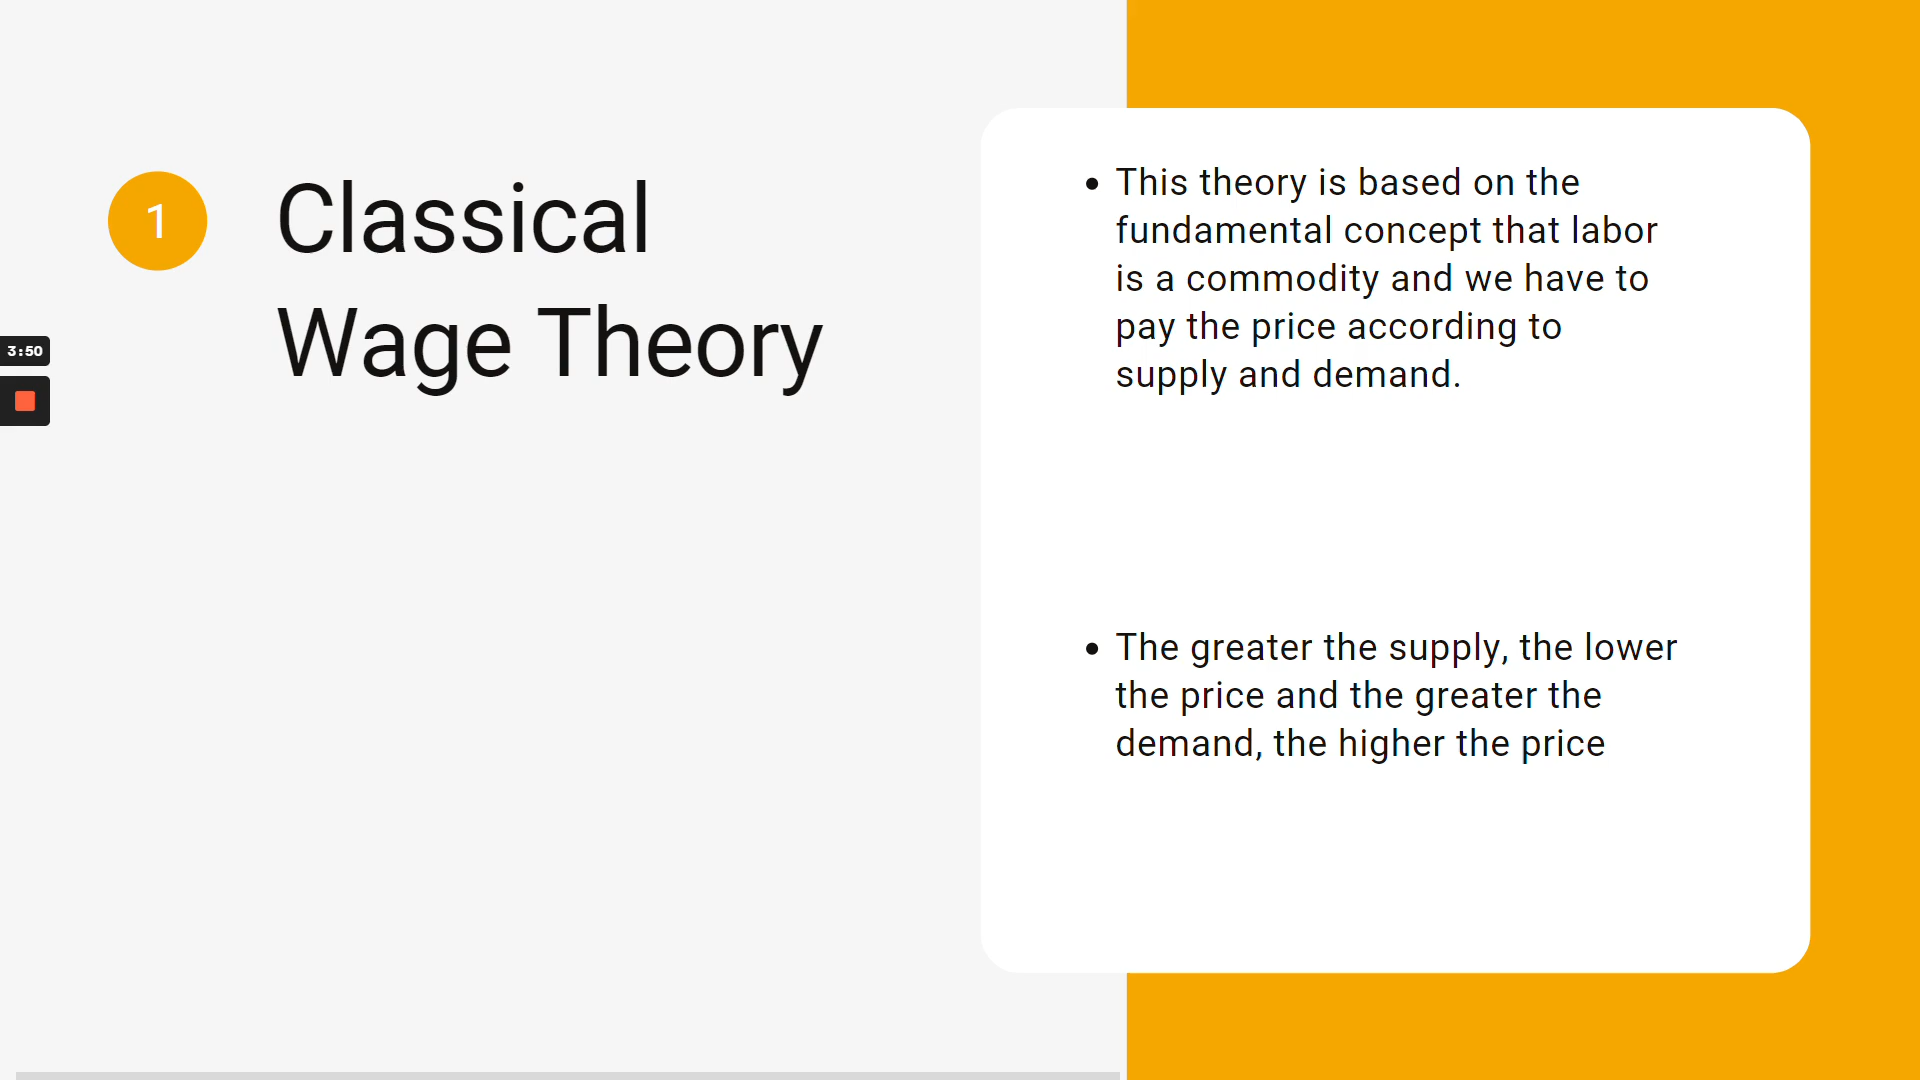 1
Classical
Wage Theory
3:50
• This theory is based on the
fundamental concept that labor
is a commodity and we have to
pay the price according to
supply and demand.
• The greater the supply, the lower
the price and the greater the
demand, the higher the price